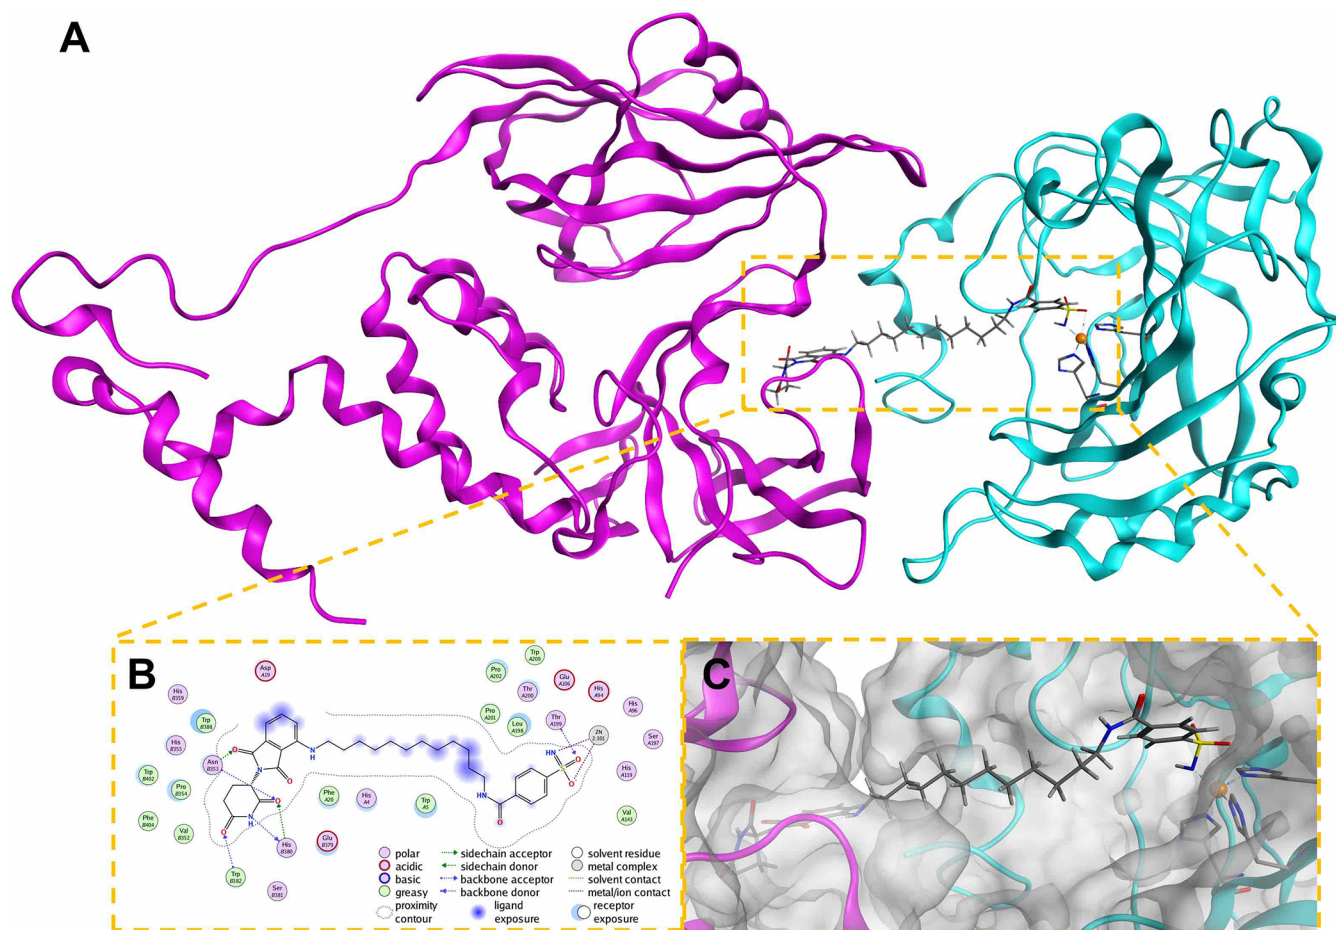 A
B
Asp
A19
His
B359
Trp
B388
His
B355
Asn
B353
Trp
B402
Pro
B354
Phe
B404
Val
B352
Trp
B382
Ser
B381
His
B380
Glu
B379
Phe
A20
His
A4
Trp
A5
Pro
A202
Trp
A209
Thr
A200
Glu
A106
His
A94
Pro
A201
Leu
A198
Thr
A199
His
A96
ZN
2 301
Ser
A197
His
A119
Val
A143
O
N
O
N
H
O
O
N
H
NH
O
HN
S
O
O
polar
acidic
basic
greasy
proximity
contour
sidechain acceptor
sidechain donor
backbone acceptor
backbone donor
ligand
exposure
solvent residue
metal complex
solvent contact
metal/ion contact
receptor
exposure
C